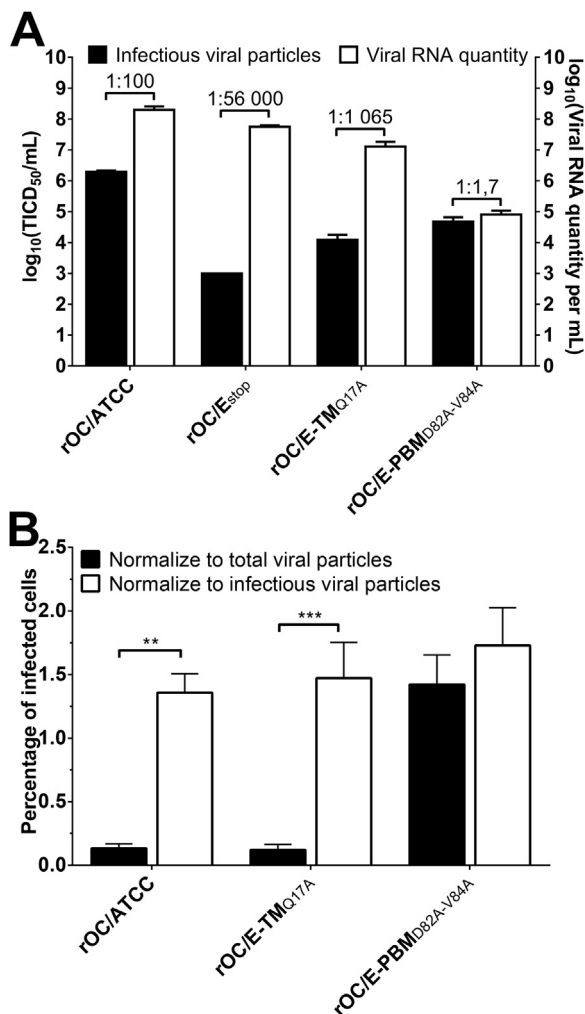 A
Infectious viral particles
Viral RNA quantity
log10(TICD50/mL)
10
9
8
7
6
5
4
3
2
1
0
1:100
1:56 000
1:1 065
1:1,7
10
9
8
7
6
5
4
3
2
1
0
log10(Viral RNA
quantity per mL)
rOC/ATCC
rOC/Estop
rOC/E-TMQ17A
rOC/E-PBMD82A-V84A
B
Normalize to total viral particles
Normalize to infectious viral particles
Percentage of infected cells
2.5
2.0
1.5
1.0
0.5
0.0
**
***
rOC/ATCC
rOC/E-TMQ17A
rOC/E-PBMD82A-V84A